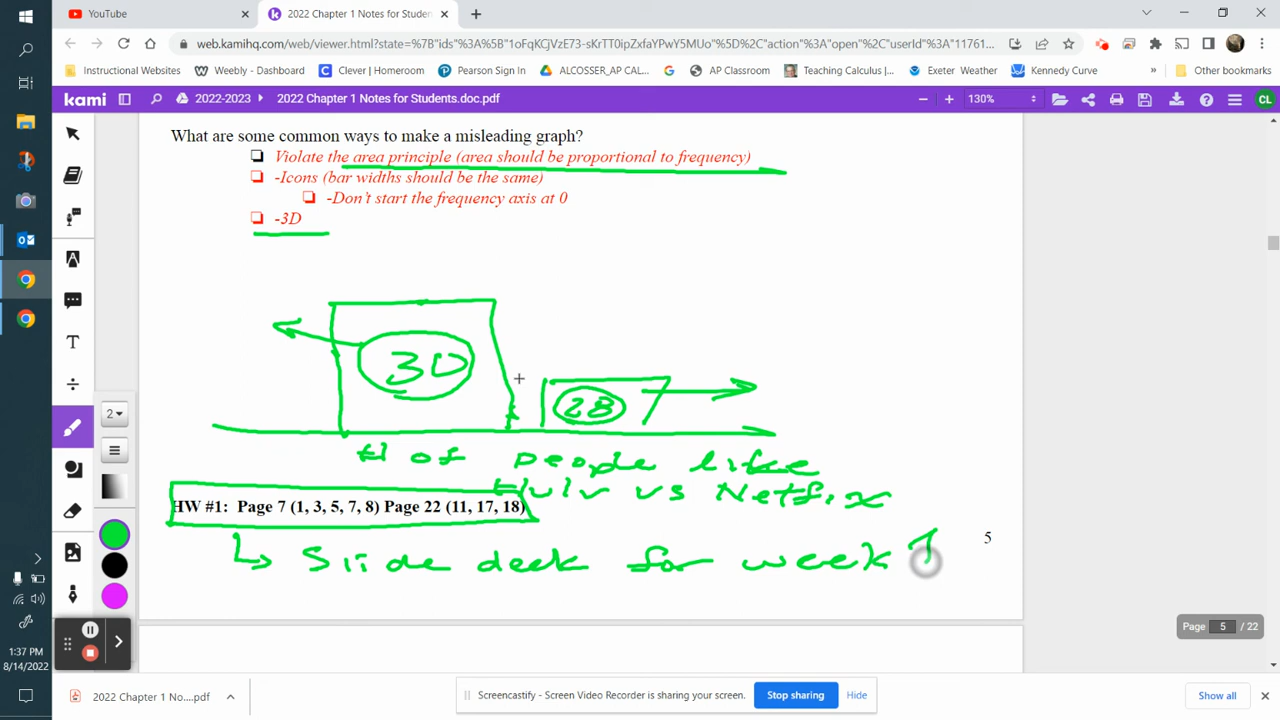 YouTube
2022 Chapter 1 Notes for Studen
web.kamihq.com/web/viewer.html?state=%7B"ids"%3A%5B"1oFqKCjVzE73-sKrTT0ipZxfaYPwY5MUo"%5D%2C"action"%3A"open"%2C"userId"%3A"11761...
Instructional Websites
Weebly - Dashboard
Clever | Homeroom
Pearson Sign In
ALCOSSER_AP CAL...
AP Classroom
Teaching Calculus |...
Exeter Weather
Kennedy Curve
Other bookmarks
kami
2022-2023
2022 Chapter 1 Notes for Students.doc.pdf
130%
CL
What are some common ways to make a misleading graph?
Violate the area principle (area should be proportional to frequency)
-Icons (bar widths should be the same)
-Don't start the frequency axis at 0
-3D
30
28
# of people like
Hulu vs Netflix
HW #1: Page 7 (1, 3, 5, 7, 8) Page 22 (11, 17, 18)
5
Slide deck for week 1
2
Page 5 / 22
1:37 PM
8/14/2022
2022 Chapter 1 No....pdf
Screencastify - Screen Video Recorder is sharing your screen.
Stop sharing
Hide
Show all